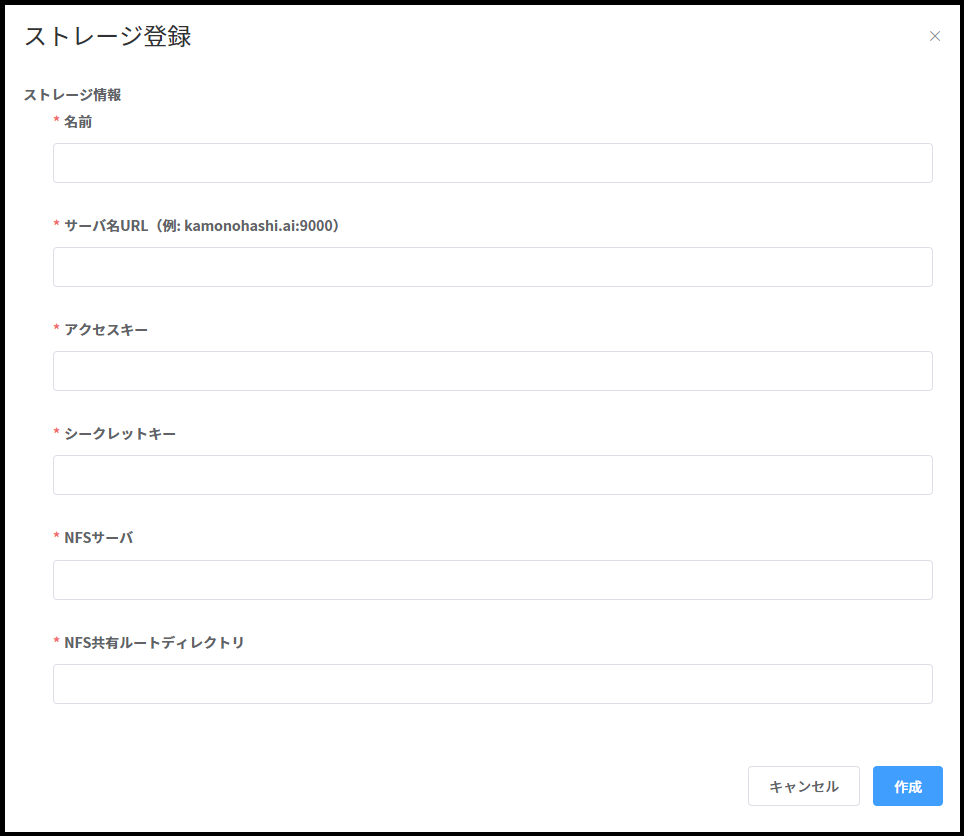 ストレージ登録
ストレージ情報
* 名前
* サーバ名URL（例: kamonohashi.ai:9000）
* アクセスキー
* シークレットキー
* NFSサーバ
* NFS共有ルートディレクトリ
キャンセル
作成